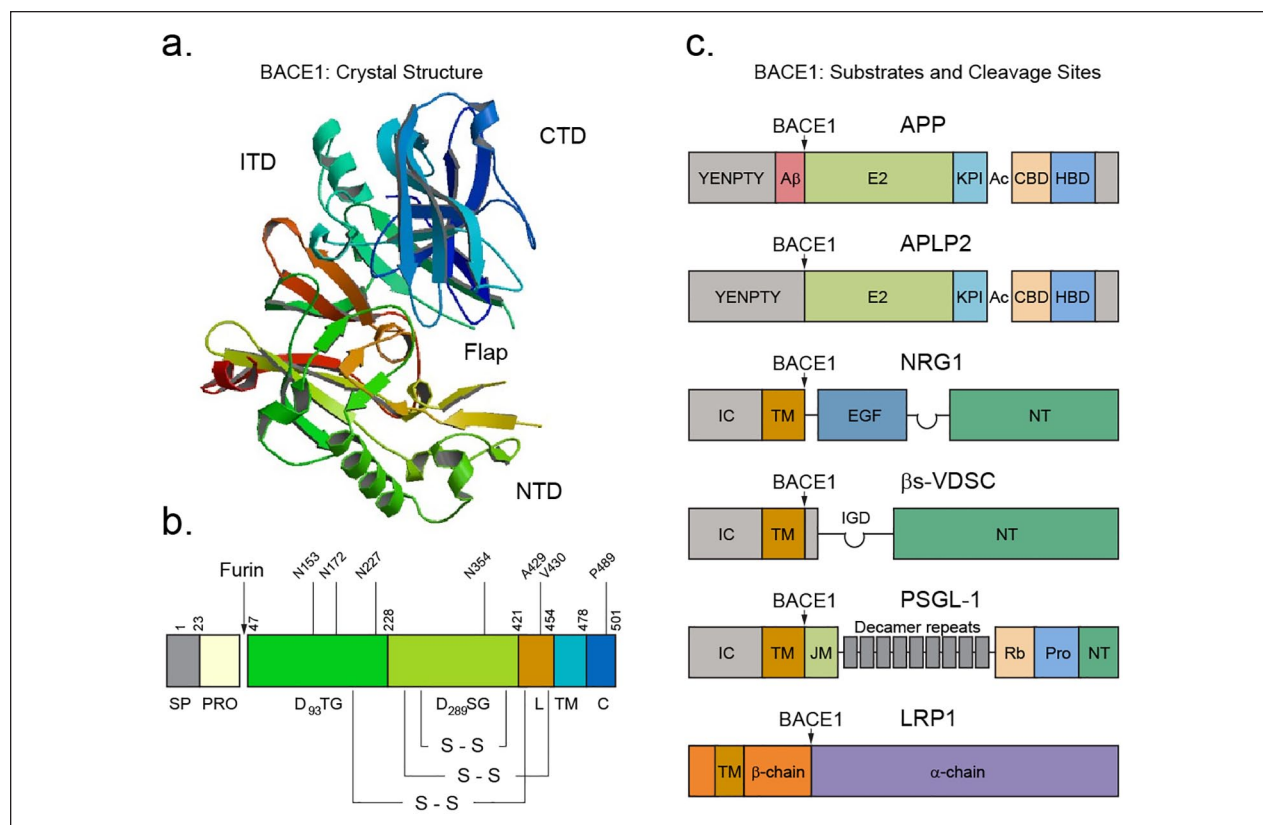 a.
BACE1: Crystal Structure
ITD
CTD
Flap
NTD
b.
Furin
N153
N172
N227
N354
A429
V430
P489
1
23
47
228
421
454
478
501
SP PRO D93TG D289SG L TM C
S - S
S - S
S - S
c.
BACE1: Substrates and Cleavage Sites
BACE1 APP
YENPTY Aβ E2 KPI Ac CBD HBD
BACE1 APLP2
YENPTY E2 KPI Ac CBD HBD
BACE1 NRG1
IC TM EGF NT
BACE1 βs-VDSC
IC TM IGD NT
BACE1 PSGL-1
Decamer repeats
IC TM JM Rb Pro NT
BACE1 LRP1
TM β-chain α-chain